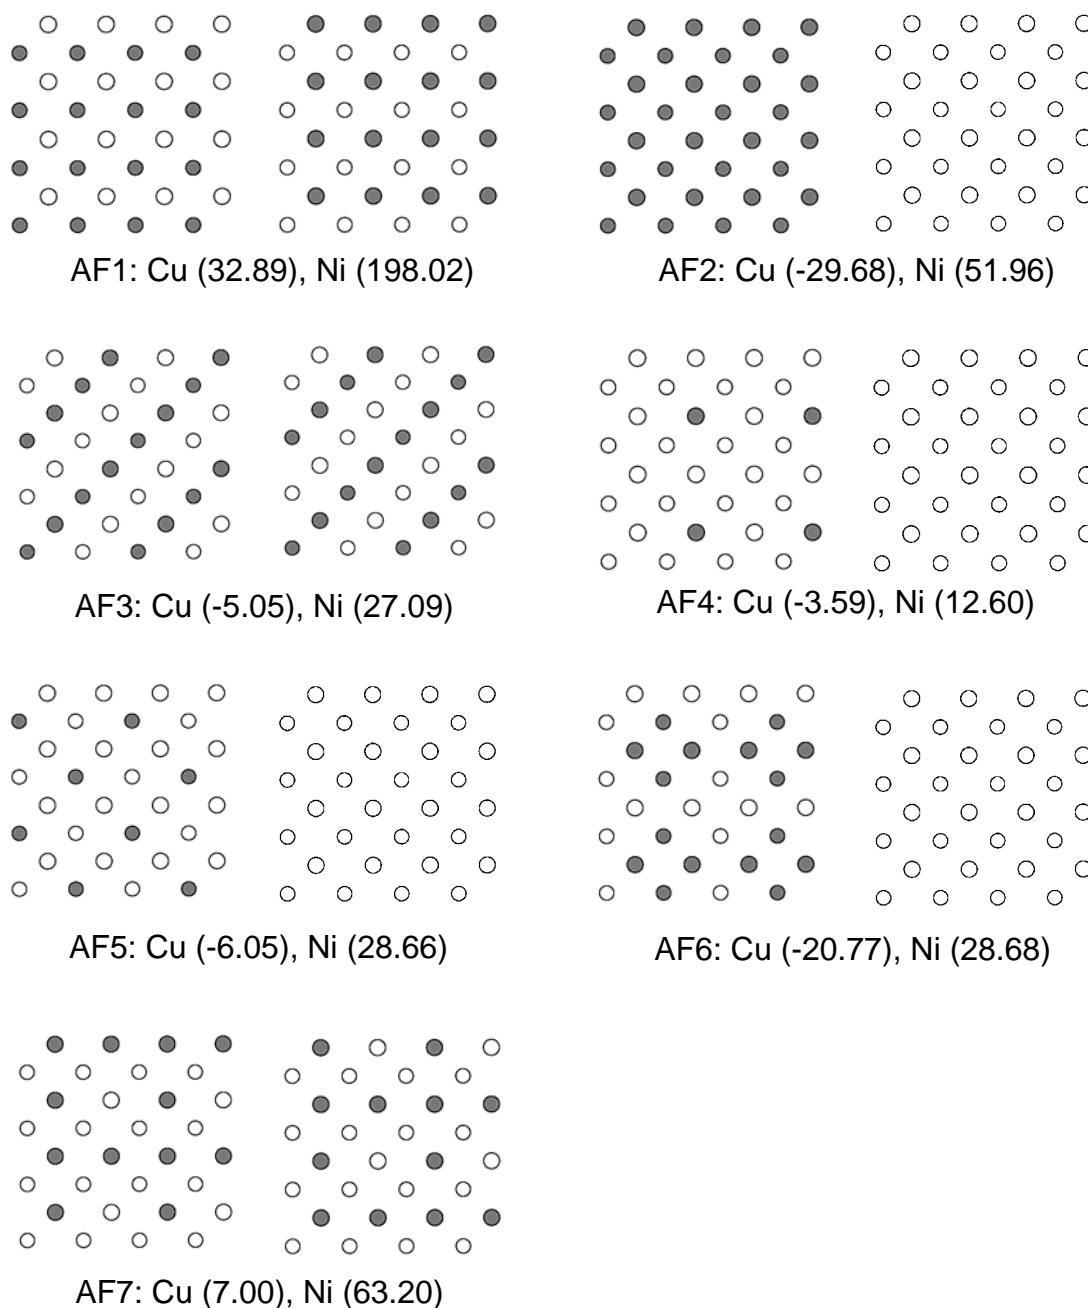 AF1: Cu (32.89), Ni (198.02)
AF2: Cu (-29.68), Ni (51.96)
AF3: Cu (-5.05), Ni (27.09)
AF4: Cu (-3.59), Ni (12.60)
AF5: Cu (-6.05), Ni (28.66)
AF6: Cu (-20.77), Ni (28.68)
AF7: Cu (7.00), Ni (63.20)